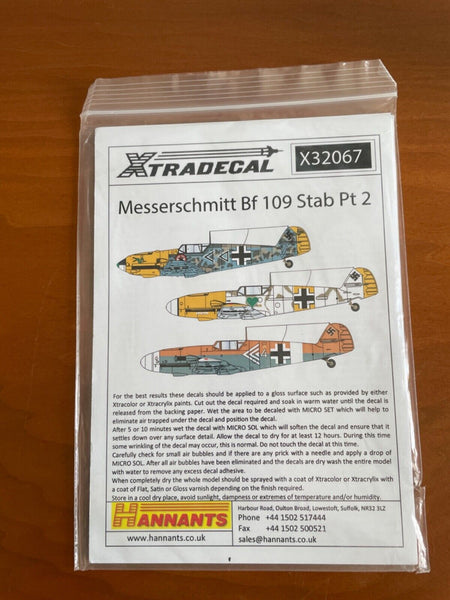 XTRADECAL
X32067
Messerschmitt Bf 109 Stab Pt 2
For the best results these decals should be applied to a gloss surface such as provided by either
Xtracolor or Xtracrylix paints. Cut out the decal required and soak in warm water until the decal is
released from the backing paper. Wet the area to be decaled with MICRO SET which will help to
eliminate air trapped under the decal and position the decal.
After 5 or 10 minutes wet the decal with MICRO SOL which will soften the decal and ensure that it
settles down over any surface detail. Allow the decal to dry for at least 12 hours. During this time
some wrinkling of the decal may occur, this is normal. Do not touch the decal at this time.
Carefully check for small air bubbles and if there are any prick with a needle and apply a drop of
MICRO SOL. After all air bubbles have been eliminated and the decals are dry wash the entire model
with water to remove any excess decal adhesive.
When completely dry the whole model should be sprayed with a coat of Xtracolor or Xtracrylix with
a coat of Flat, Satin or Gloss varnish depending on the finish required.
Store in a cool dry place, avoid sunlight, dampness or extremes of temperature and/or humidity.
HANNANTS
www.hannants.co.uk
Harbour Road, Oulton Broad, Lowestoft, Suffolk, NR32 3LZ
Phone +44 1502 517444
Fax +44 1502 500521
sales@hannants.co.uk